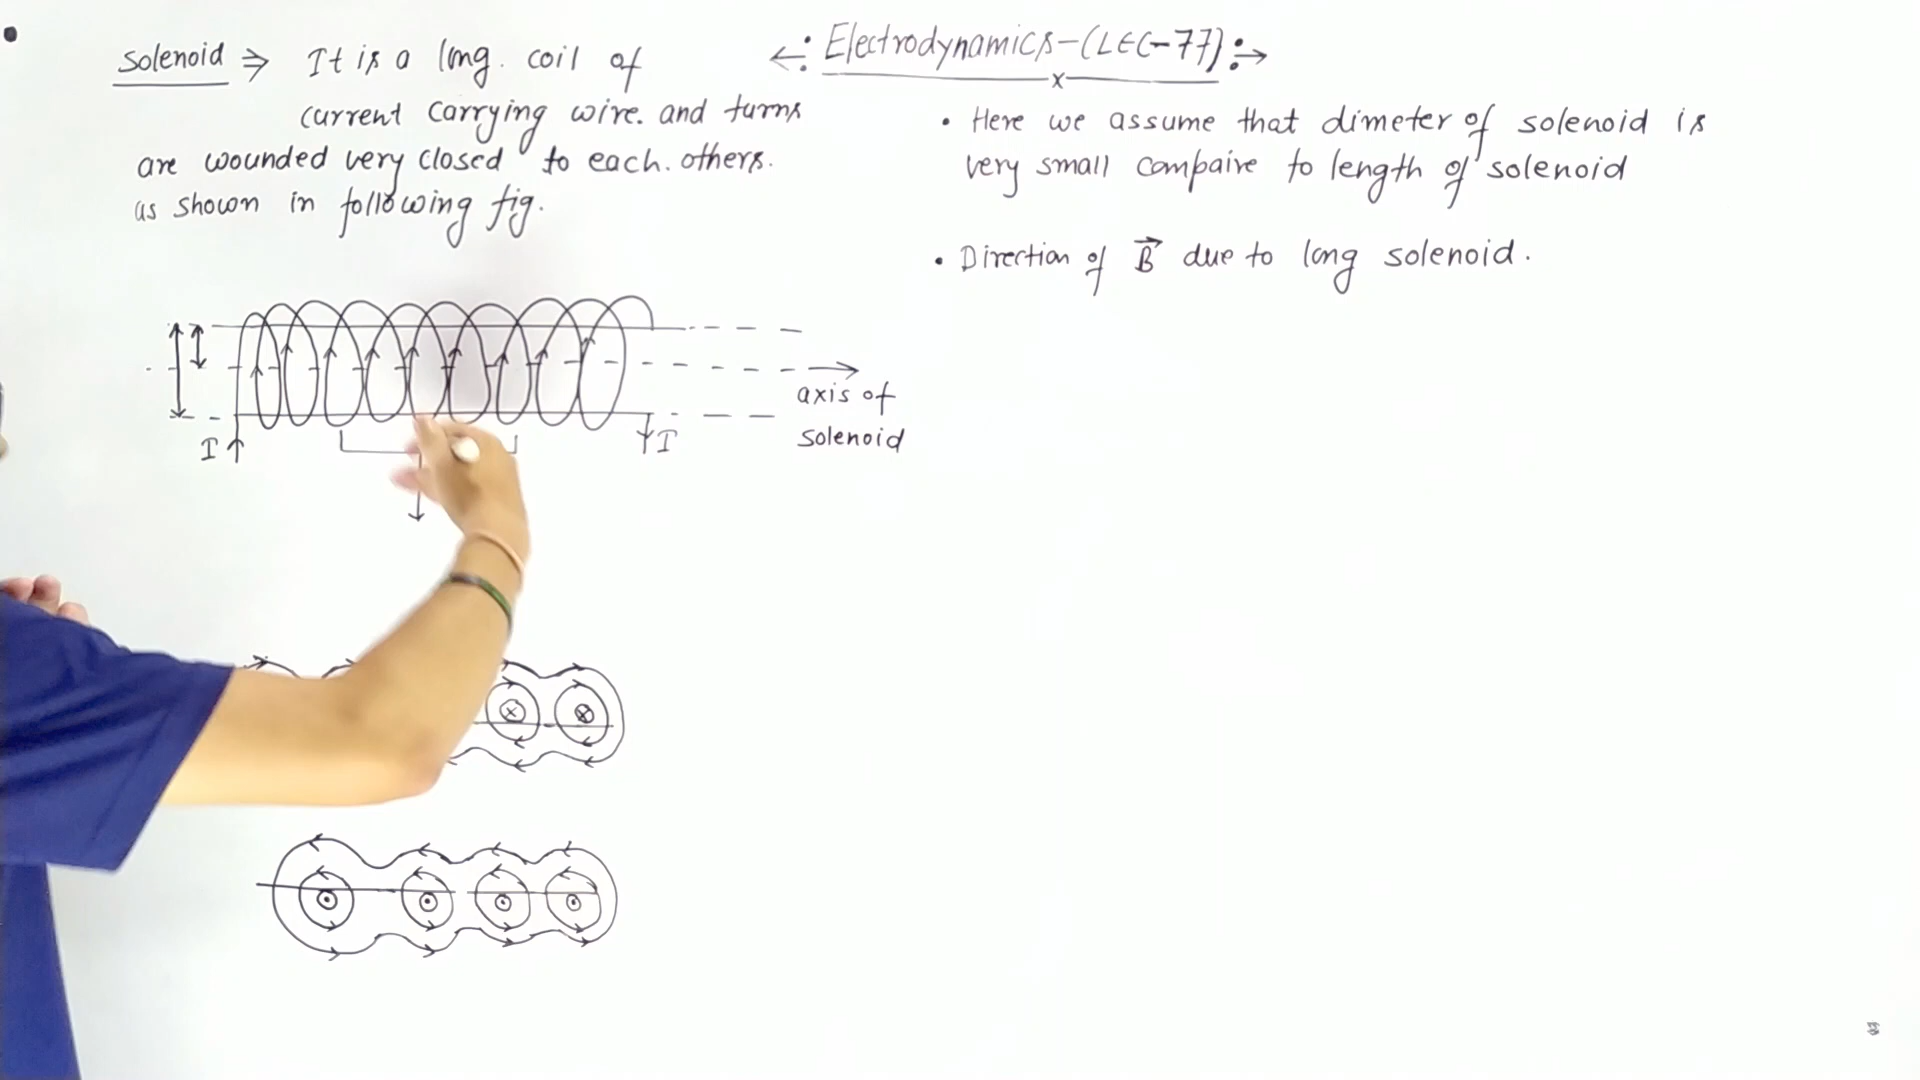 Solenoid ⇒ It is a long. coil of
current carrying wire. and turns
are wounded very closed to each. others.
as shown in following fig.
Electrodynamics-(LEC-77)
x
• Here we assume that dimeter of solenoid is
very small compaire to length of solenoid
• Direction of B⃗ due to long solenoid.
axis of
solenoid
I
I